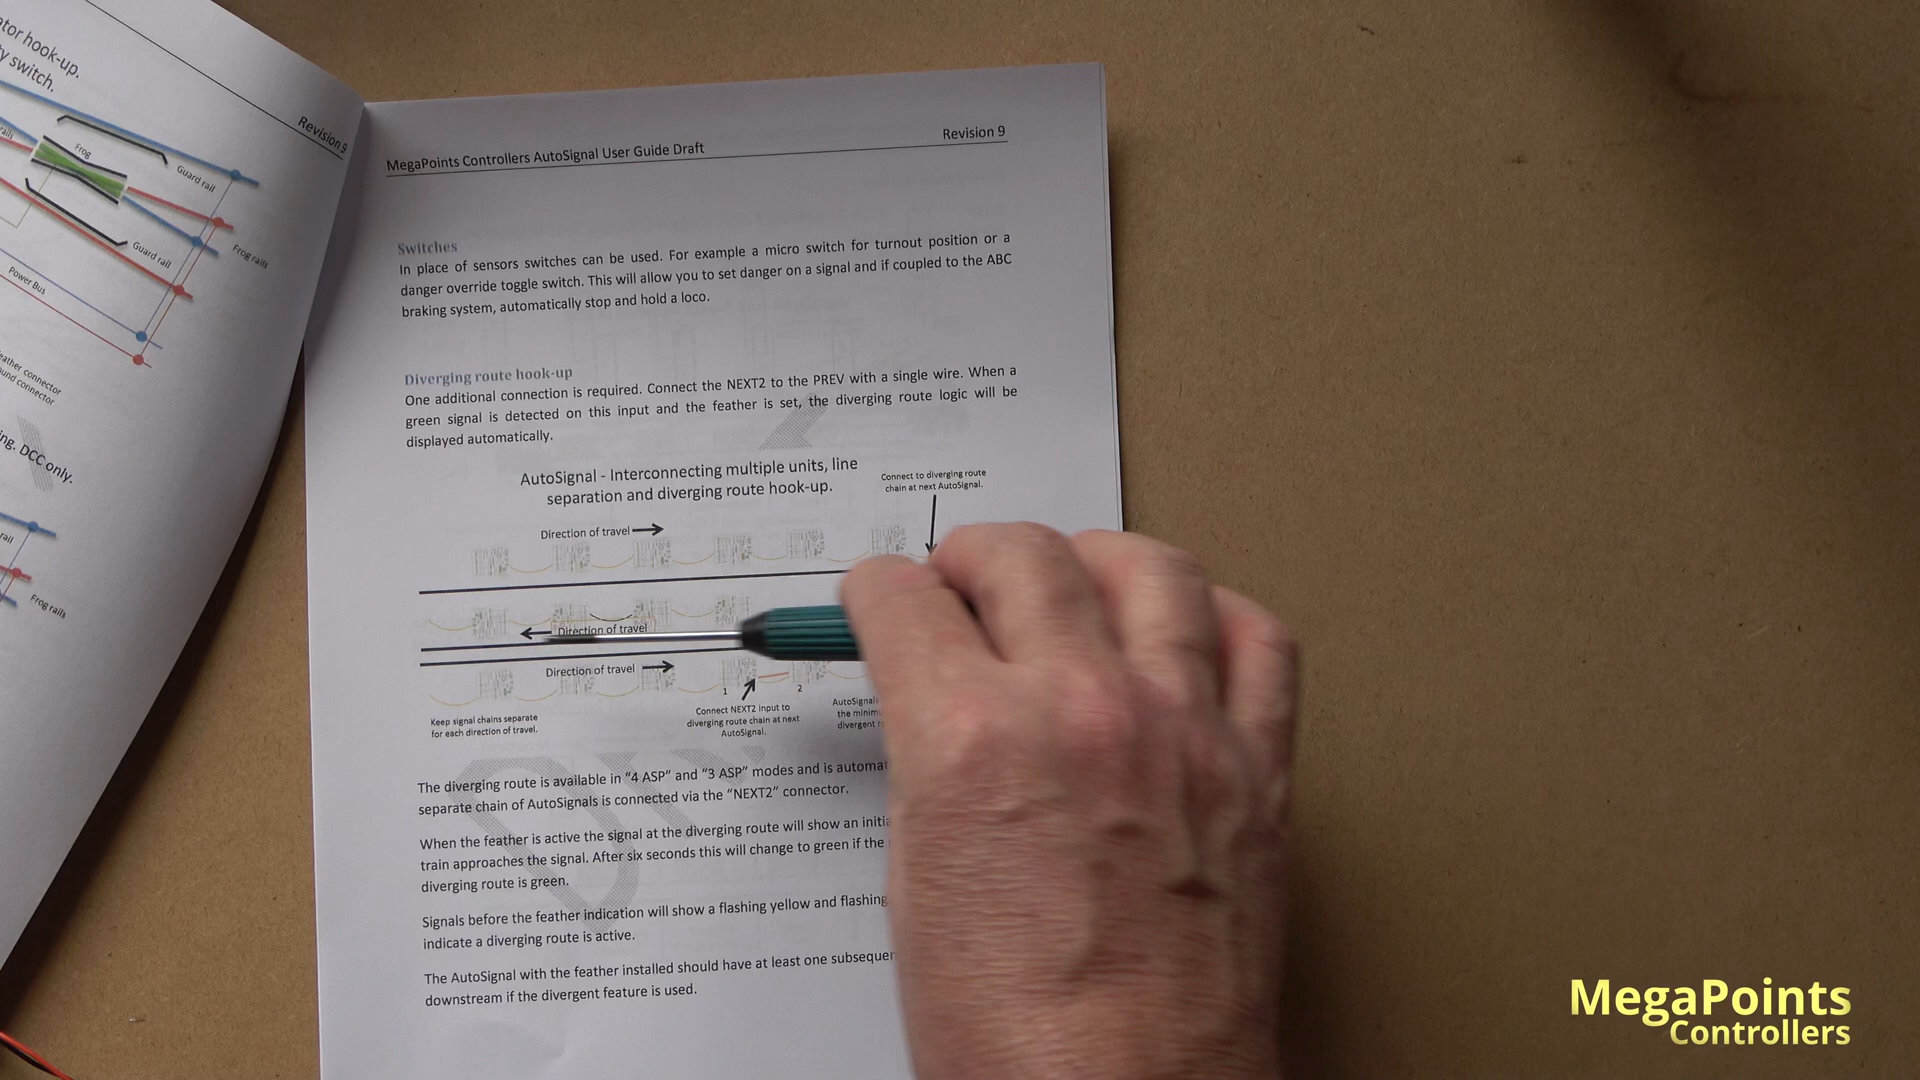 ator hook-up.
y switch.
Revision 9
rails
Frog
Guard rail
Guard rail
Frog rails
Power Bus
eather connector
ound connector
ing. DCC only.
rail
Frog rails
MegaPoints Controllers AutoSignal User Guide Draft
Revision 9
Switches
In place of sensors switches can be used. For example a micro switch for turnout position or a
danger override toggle switch. This will allow you to set danger on a signal and if coupled to the ABC
braking system, automatically stop and hold a loco.
Diverging route hook-up
One additional connection is required. Connect the NEXT2 to the PREV with a single wire. When a
green signal is detected on this input and the feather is set, the diverging route logic will be
displayed automatically.
AutoSignal - Interconnecting multiple units, line
separation and diverging route hook-up.
Connect to diverging route
chain at next AutoSignal.
Direction of travel
Direction of travel
Direction of travel
1
2
Keep signal chains separate
for each direction of travel.
Connect NEXT2 input to
diverging route chain at next
AutoSignal.
AutoSignal
the minim
divergent
The diverging route is available in “4 ASP” and “3 ASP” modes and is automa
separate chain of AutoSignals is connected via the “NEXT2” connector.
When the feather is active the signal at the diverging route will show an initia
train approaches the signal. After six seconds this will change to green if the
diverging route is green.
Signals before the feather indication will show a flashing yellow and flashing
indicate a diverging route is active.
The AutoSignal with the feather installed should have at least one subsequen
downstream if the divergent feature is used.
MegaPoints
Controllers